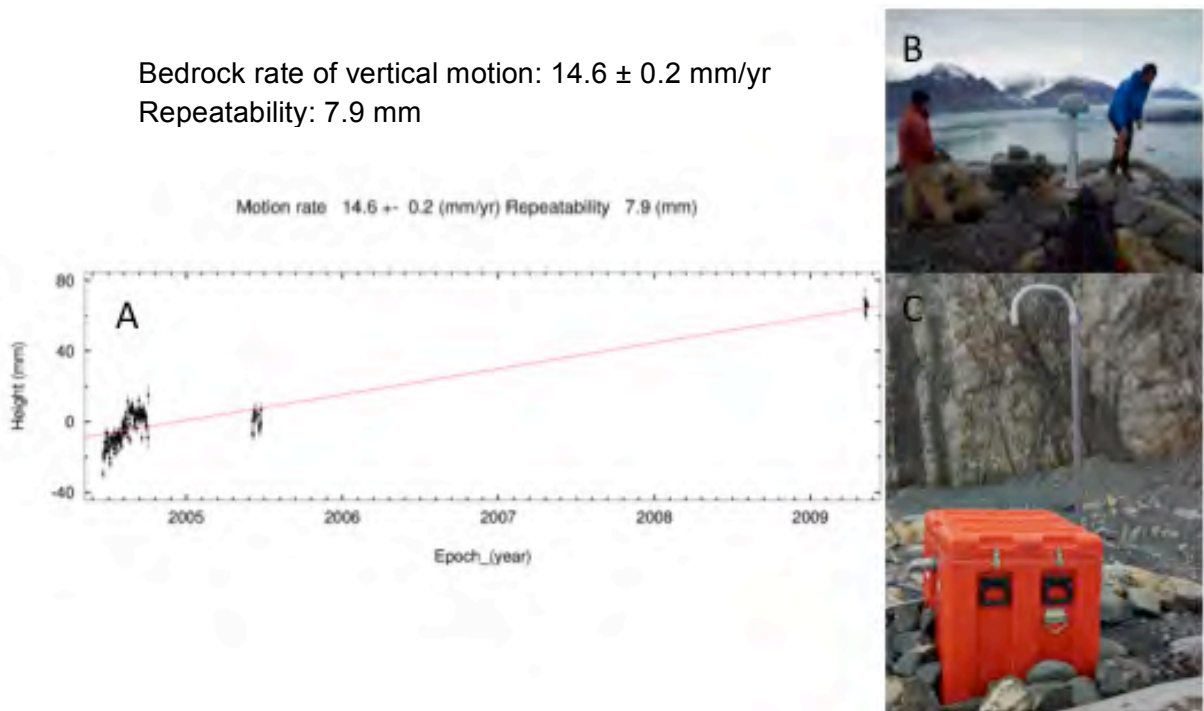 Bedrock rate of vertical motion: 14.6 ± 0.2 mm/yr
Repeatability: 7.9 mm
Motion rate 14.6 +- 0.2 (mm/yr) Repeatability 7.9 (mm)
A
B
C
Height (mm)
80
40
0
-40
2005 2006 2007 2008 2009
Epoch_(year)